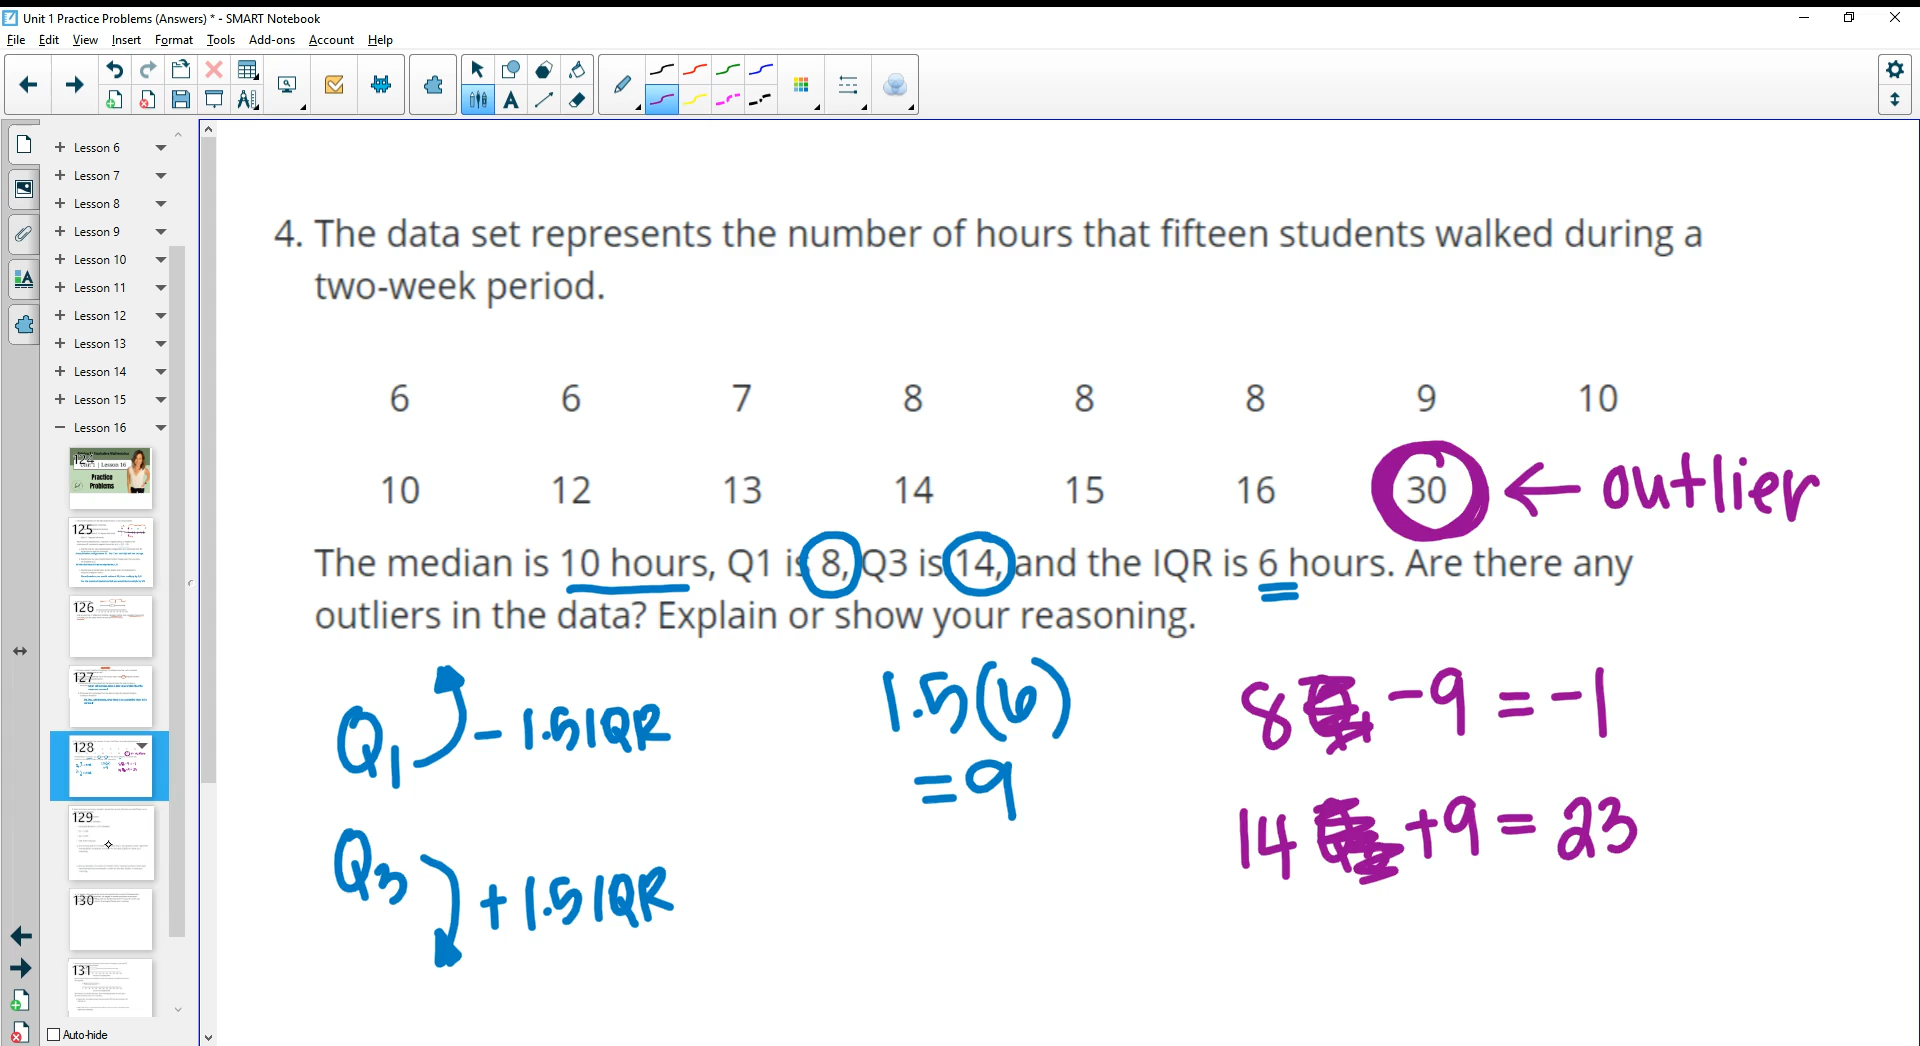 Unit 1 Practice Problems (Answers) * - SMART Notebook
File Edit View Insert Format Tools Add-ons Account Help
Lesson 6
Lesson 7
Lesson 8
Lesson 9
Lesson 10
Lesson 11
Lesson 12
Lesson 13
Lesson 14
Lesson 15
Lesson 16
124
Practice
Problems
125
126
127
128
129
130
131
Auto-hide
4. The data set represents the number of hours that fifteen students walked during a
two-week period.
6 6 7 8 8 8 9 10
10 12 13 14 15 16 30 ← outlier
The median is 10 hours, Q1 is 8, Q3 is 14, and the IQR is 6 hours. Are there any
outliers in the data? Explain or show your reasoning.
Q1 - 1.5 IQR
1.5(6)
= 9
8 - 9 = -1
Q3 + 1.5 IQR
14 + 9 = 23